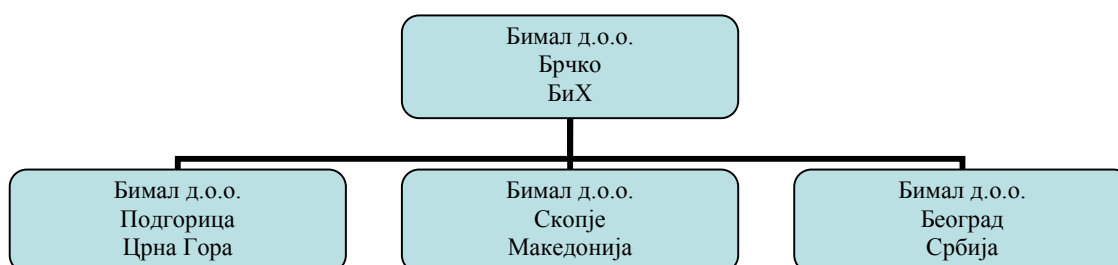 Бимал д.о.о.
Брчко
БиХ
Бимал д.о.о.
Подгорица
Црна Гора
Бимал д.о.о.
Скопје
Македонија
Бимал д.о.о.
Београд
Србија